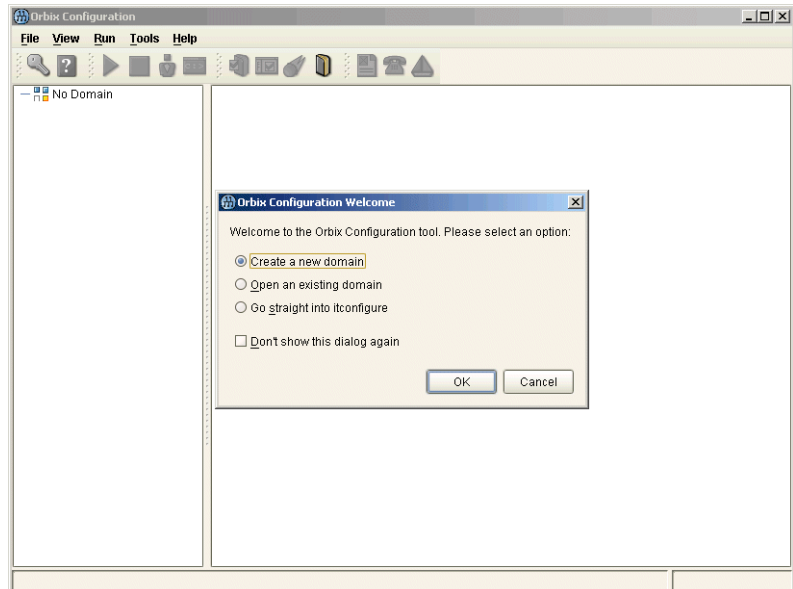 Orbix Configuration
File View Run Tools Help
No Domain
Orbix Configuration Welcome
Welcome to the Orbix Configuration tool. Please select an option:
Create a new domain
Open an existing domain
Go straight into itconfigure
Don't show this dialog again
OK Cancel